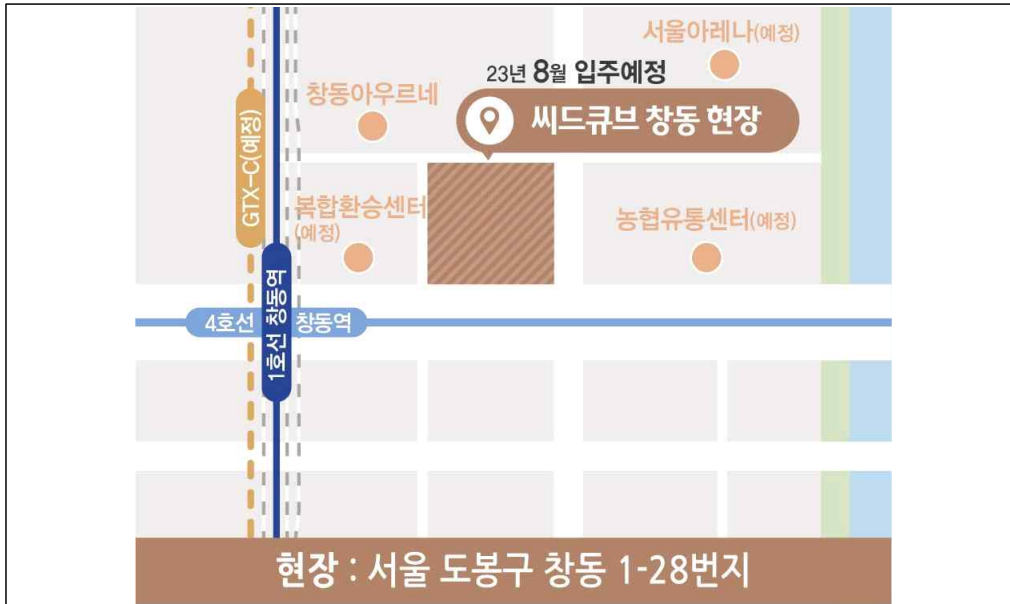 서울아레나(예정)
23년 8월 입주예정
창동아우르네
씨드큐브 창동 현장
GTX-C(예정)
복합환승센터
(예정)
농협유통센터(예정)
4호선 창동역
1호선 창동역
현장 : 서울 도봉구 창동 1-28번지